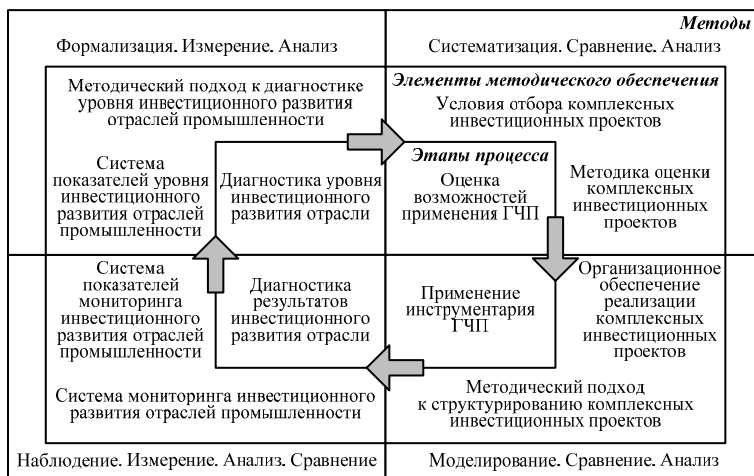 Методы
Формализация. Измерение. Анализ
Систематизация. Сравнение. Анализ
Методический подход к диагностике
уровня инвестиционного развития
отраслей промышленности
Элементы методического обеспечения
Условия отбора комплексных
инвестиционных проектов
Система
показателей уровня
инвестиционного
развития отраслей
промышленности
Диагностика уровня
инвестиционного
развития отрасли
Этапы процесса
Оценка
возможностей
применения ГЧП
Методика оценки
комплексных
инвестиционных
проектов
Система
показателей
мониторинга
инвестиционного
развития отраслей
промышленности
Диагностика
результатов
инвестиционного
развития отрасли
Применение
инструментария
ГЧП
Организационное
обеспечение
реализации
комплексных
инвестиционных
проектов
Система мониторинга инвестиционного
развития отраслей промышленности
Методический подход
к структурированию комплексных
инвестиционных проектов
Наблюдение. Измерение. Анализ. Сравнение
Моделирование. Сравнение. Анализ